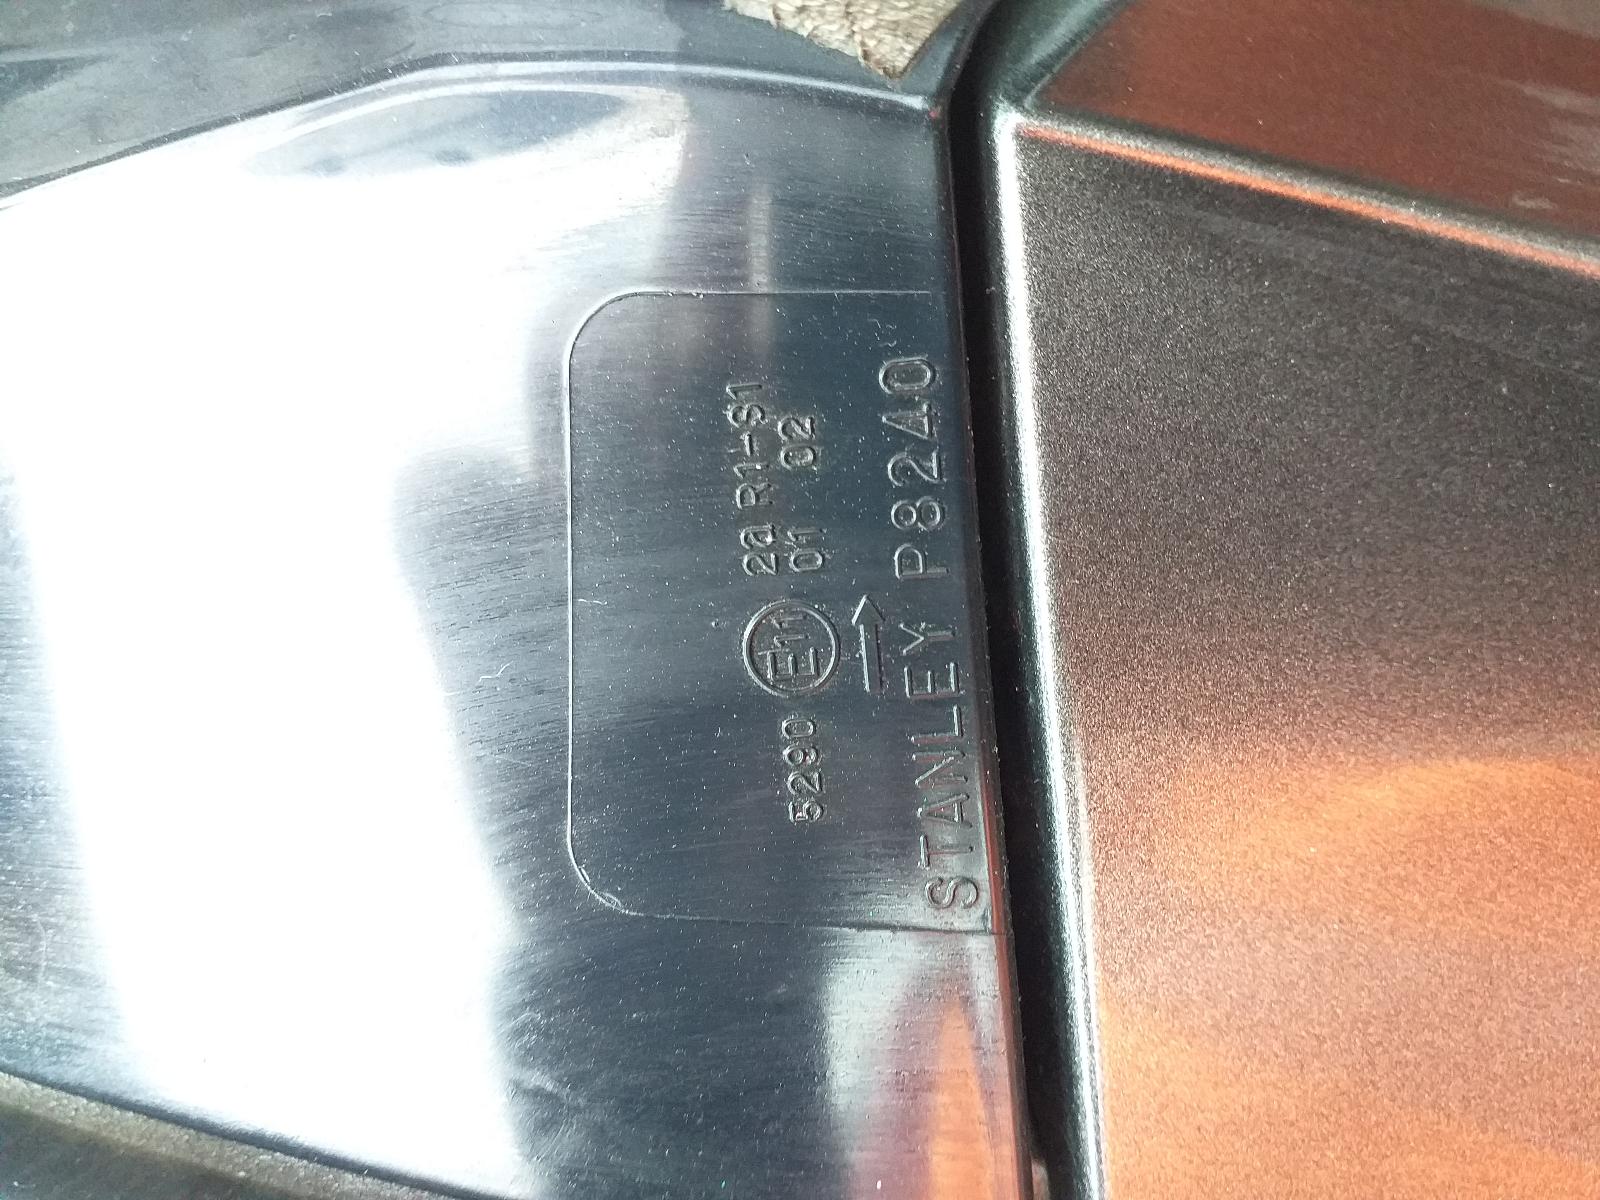 2a R1-S1
5290 E11 01 02
→
STANLEY P8240